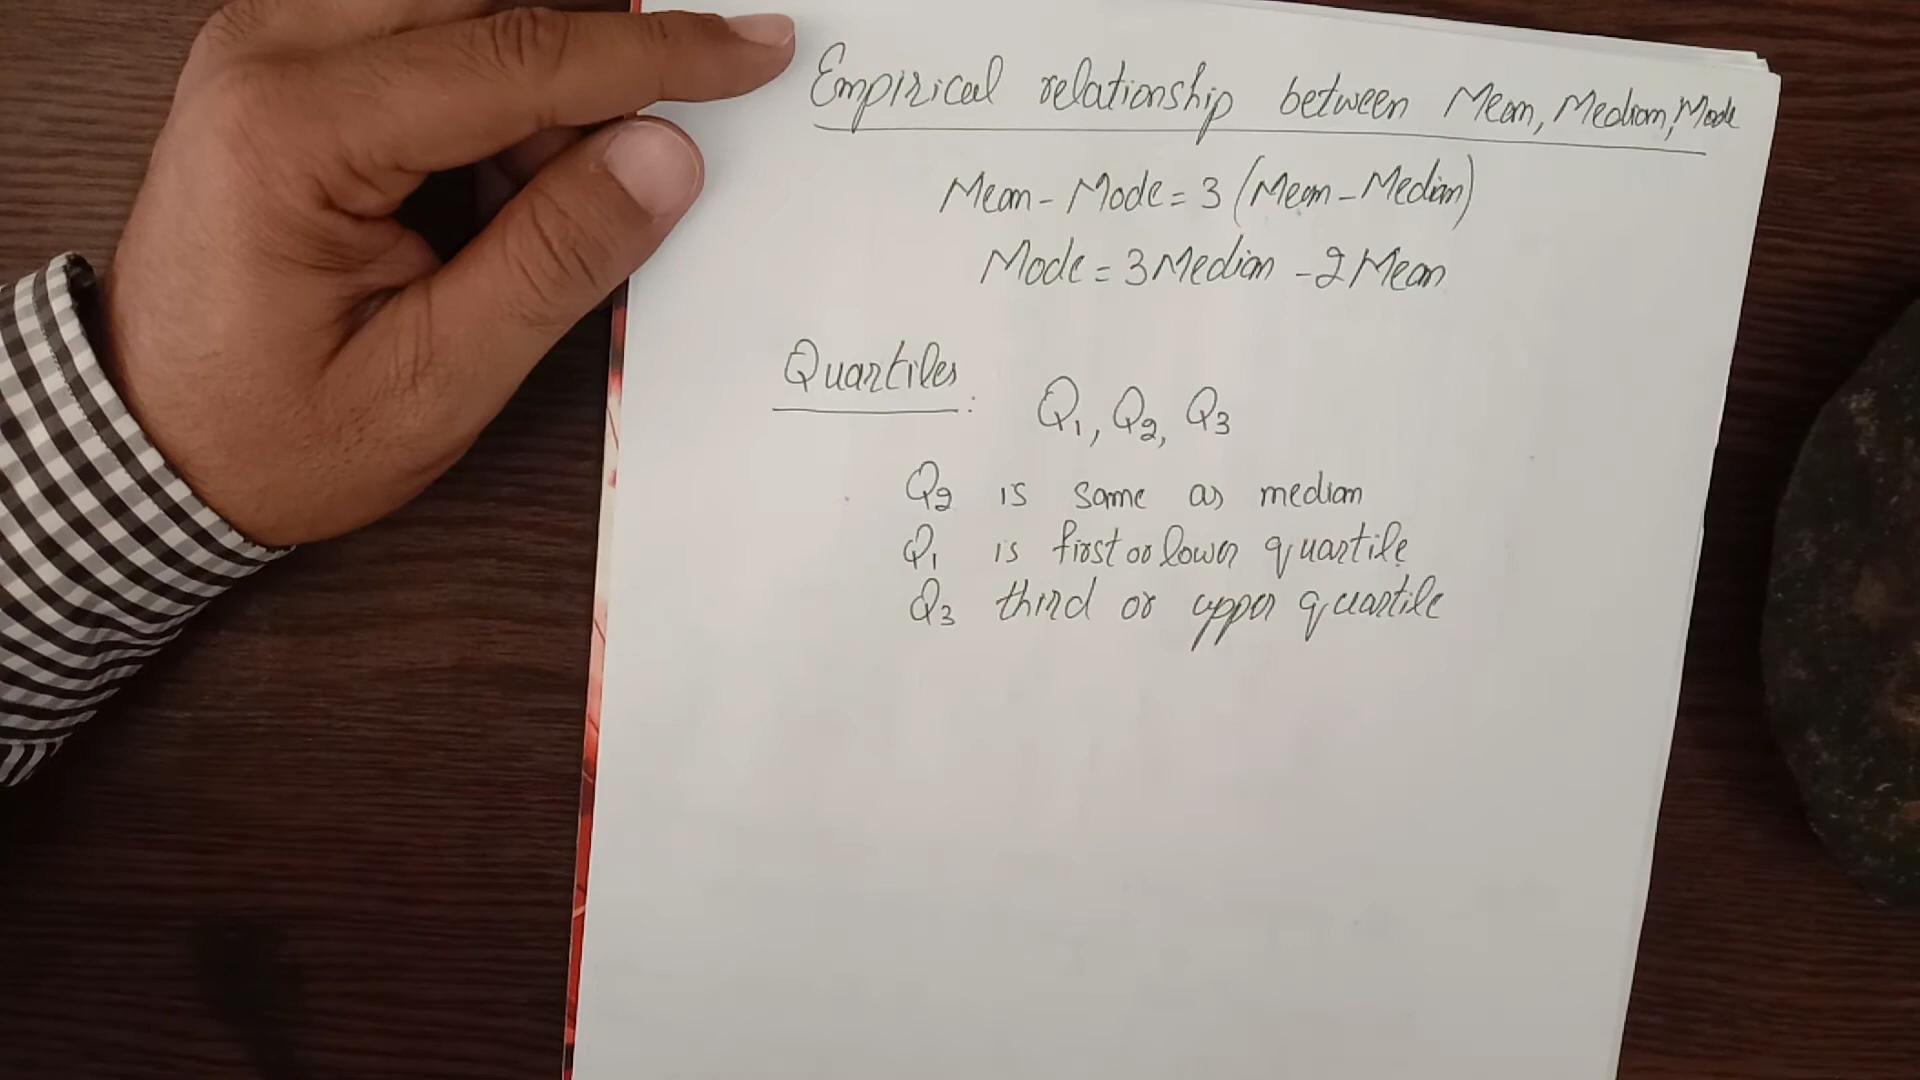 Empirical relationship between Mean, Median, Mode
Mean - Mode = 3 (Mean - Median)
Mode = 3 Median - 2 Mean
Quartiles : Q₁, Q₂, Q₃
Q₂ is same as median
Q₁ is first or lower quartile
Q₃ third or upper quartile